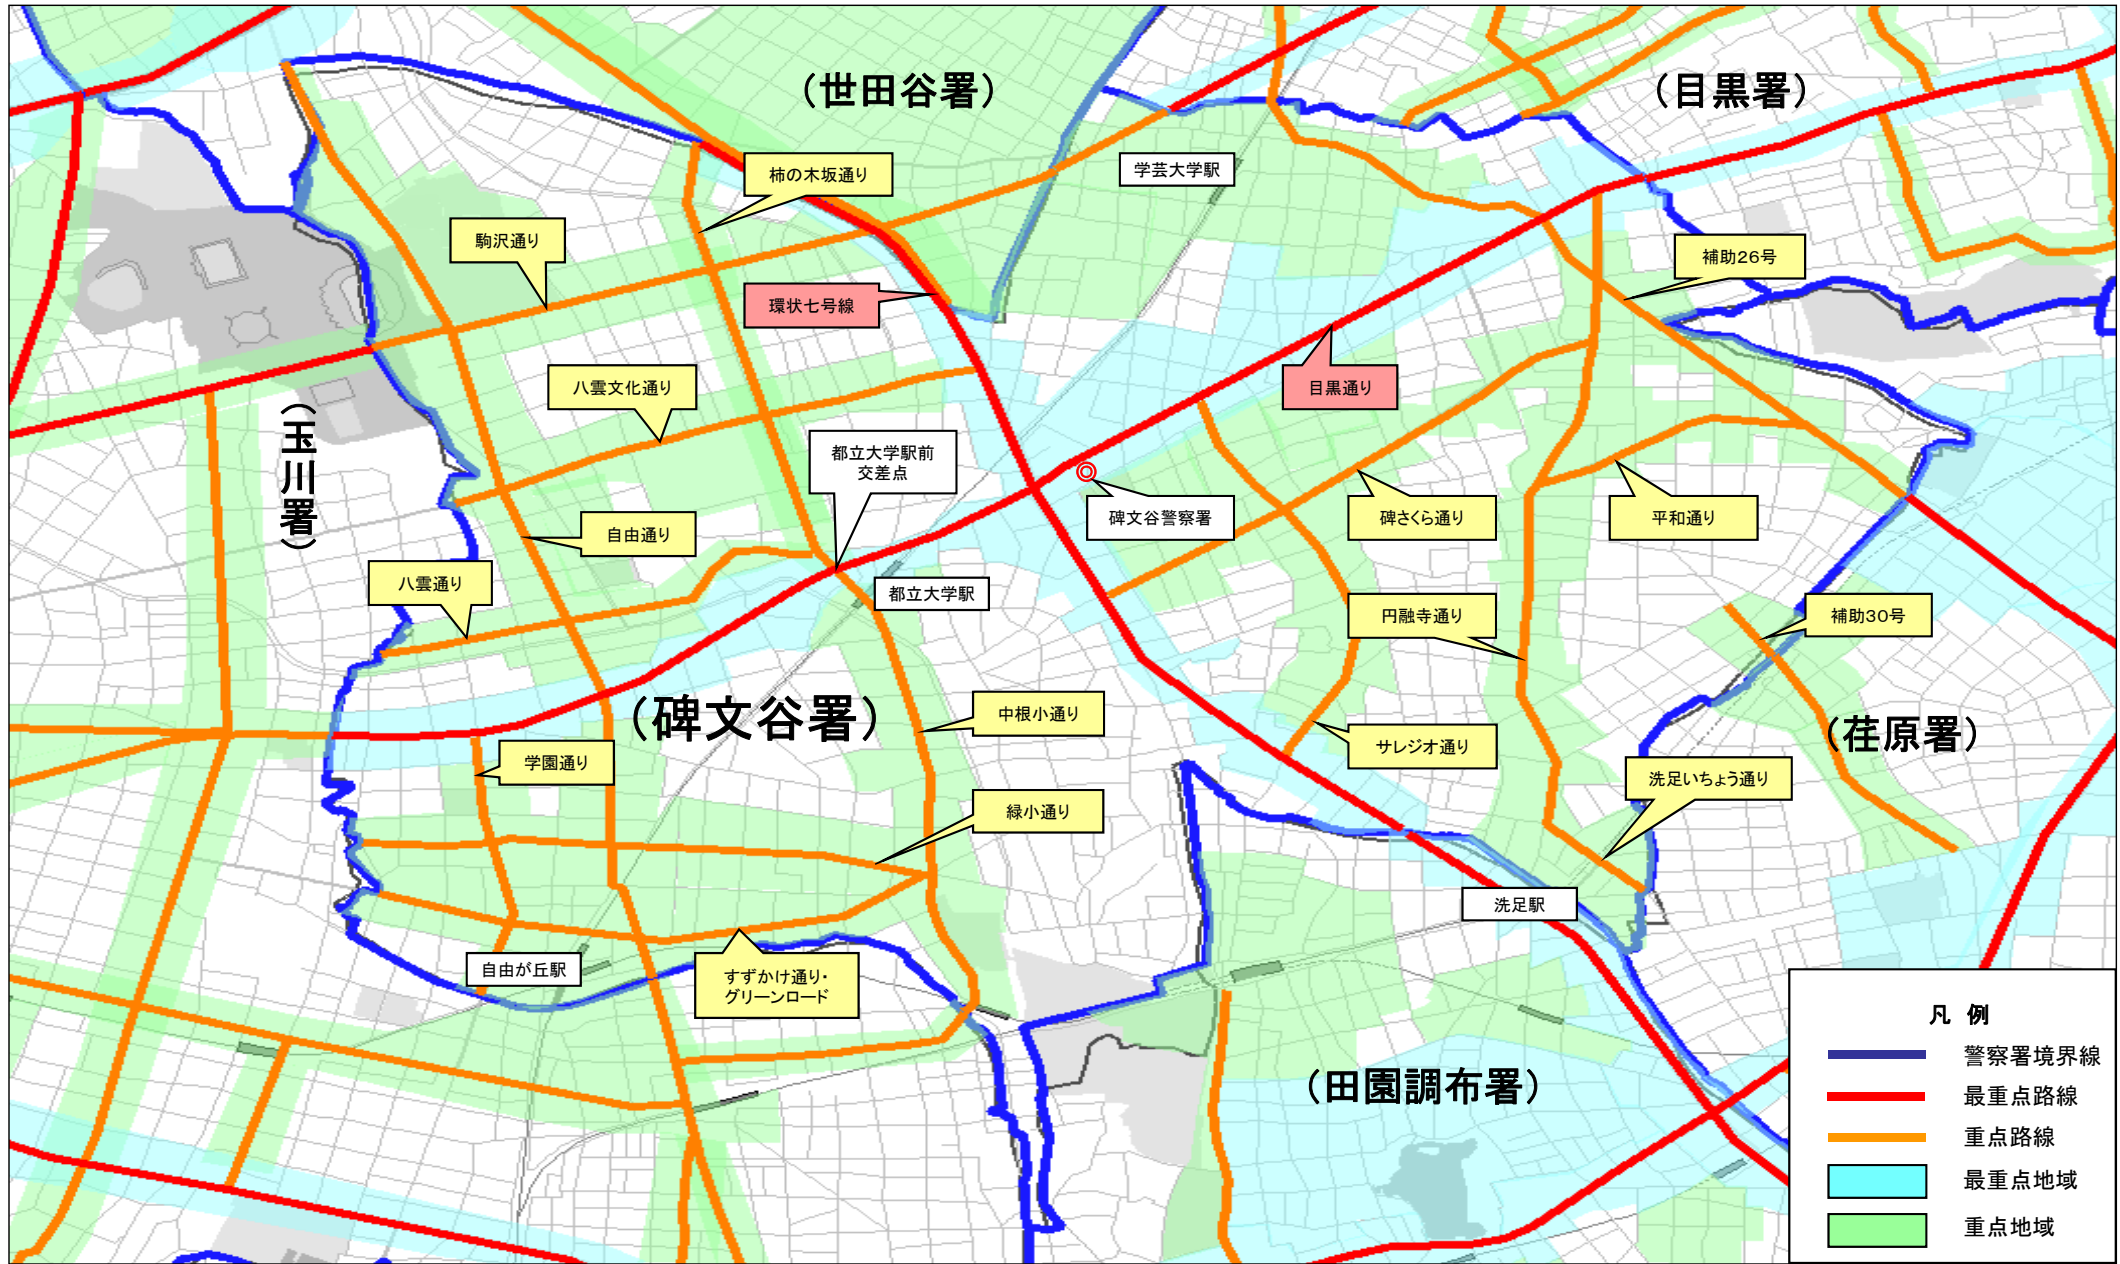 （世田谷署）
（目黒署）
柿の木坂通り
学芸大学駅
駒沢通り
補助26号
環状七号線
八雲文化通り
目黒通り
（玉川署）
都立大学駅前
交差点
碑文谷警察署
碑さくら通り
平和通り
自由通り
八雲通り
都立大学駅
円融寺通り
補助30号
（碑文谷署）
中根小通り
（荏原署）
サレジオ通り
学園通り
洗足いちょう通り
緑小通り
洗足駅
自由が丘駅
すずかけ通り・
グリーンロード
（田園調布署）
凡 例
警察署境界線
最重点路線
重点路線
最重点地域
重点地域